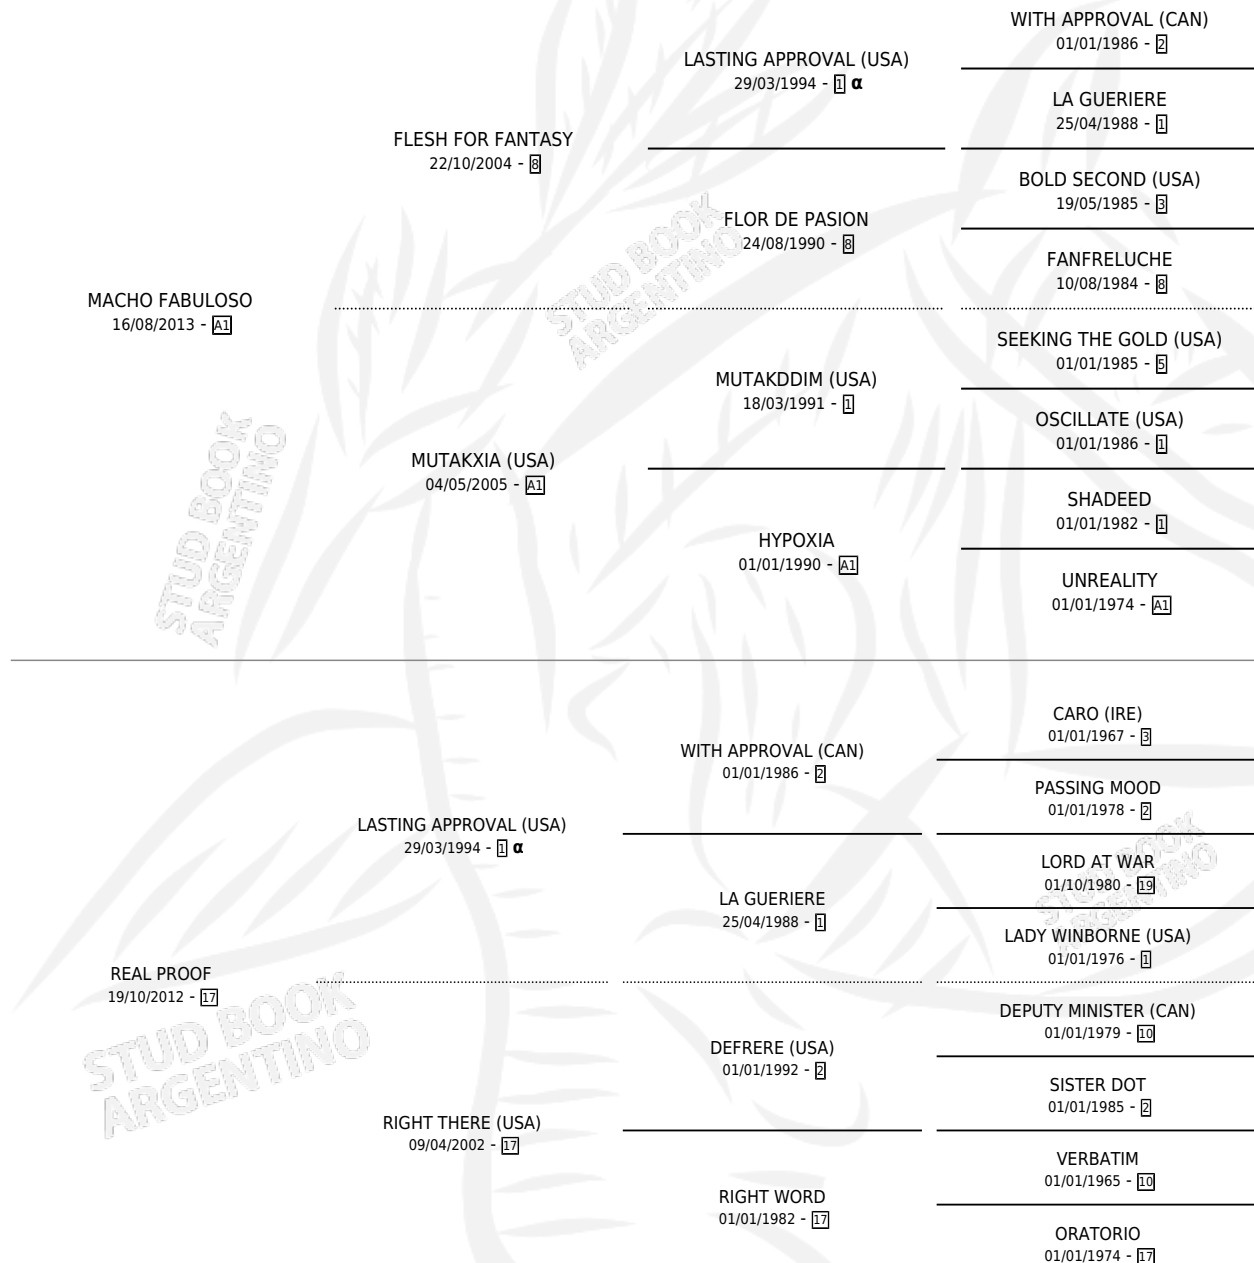 WITH APPROVAL (CAN)
01/01/1986 - 2
LASTING APPROVAL (USA)
29/03/1994 - 1 α
LA GUERIERE
25/04/1988 - 1
FLESH FOR FANTASY
22/10/2004 - 8
BOLD SECOND (USA)
19/05/1985 - 3
FLOR DE PASION
24/08/1990 - 8
FANFRELUCHE
10/08/1984 - 8
MACHO FABULOSO
16/08/2013 - A1
SEEKING THE GOLD (USA)
01/01/1985 - 5
MUTAKDDIM (USA)
18/03/1991 - 1
OSCILLATE (USA)
01/01/1986 - 1
MUTAKXIA (USA)
04/05/2005 - A1
SHADEED
01/01/1982 - 1
HYPOXIA
01/01/1990 - A1
UNREALITY
01/01/1974 - A1
CARO (IRE)
01/01/1967 - 3
WITH APPROVAL (CAN)
01/01/1986 - 2
PASSING MOOD
01/01/1978 - 2
LASTING APPROVAL (USA)
29/03/1994 - 1 α
LORD AT WAR
01/10/1980 - 19
LA GUERIERE
25/04/1988 - 1
LADY WINBORNE (USA)
01/01/1976 - 1
REAL PROOF
19/10/2012 - 17
DEPUTY MINISTER (CAN)
01/01/1979 - 10
DEFRERE (USA)
01/01/1992 - 2
SISTER DOT
01/01/1985 - 2
RIGHT THERE (USA)
09/04/2002 - 17
VERBATIM
01/01/1965 - 10
RIGHT WORD
01/01/1982 - 17
ORATORIO
01/01/1974 - 17
STUD BOOK
ARGENTINO
STUD BOOK
ARGENTINO
STUD BOOK
ARGENTINO
STUD BOOK
ARGENTINO